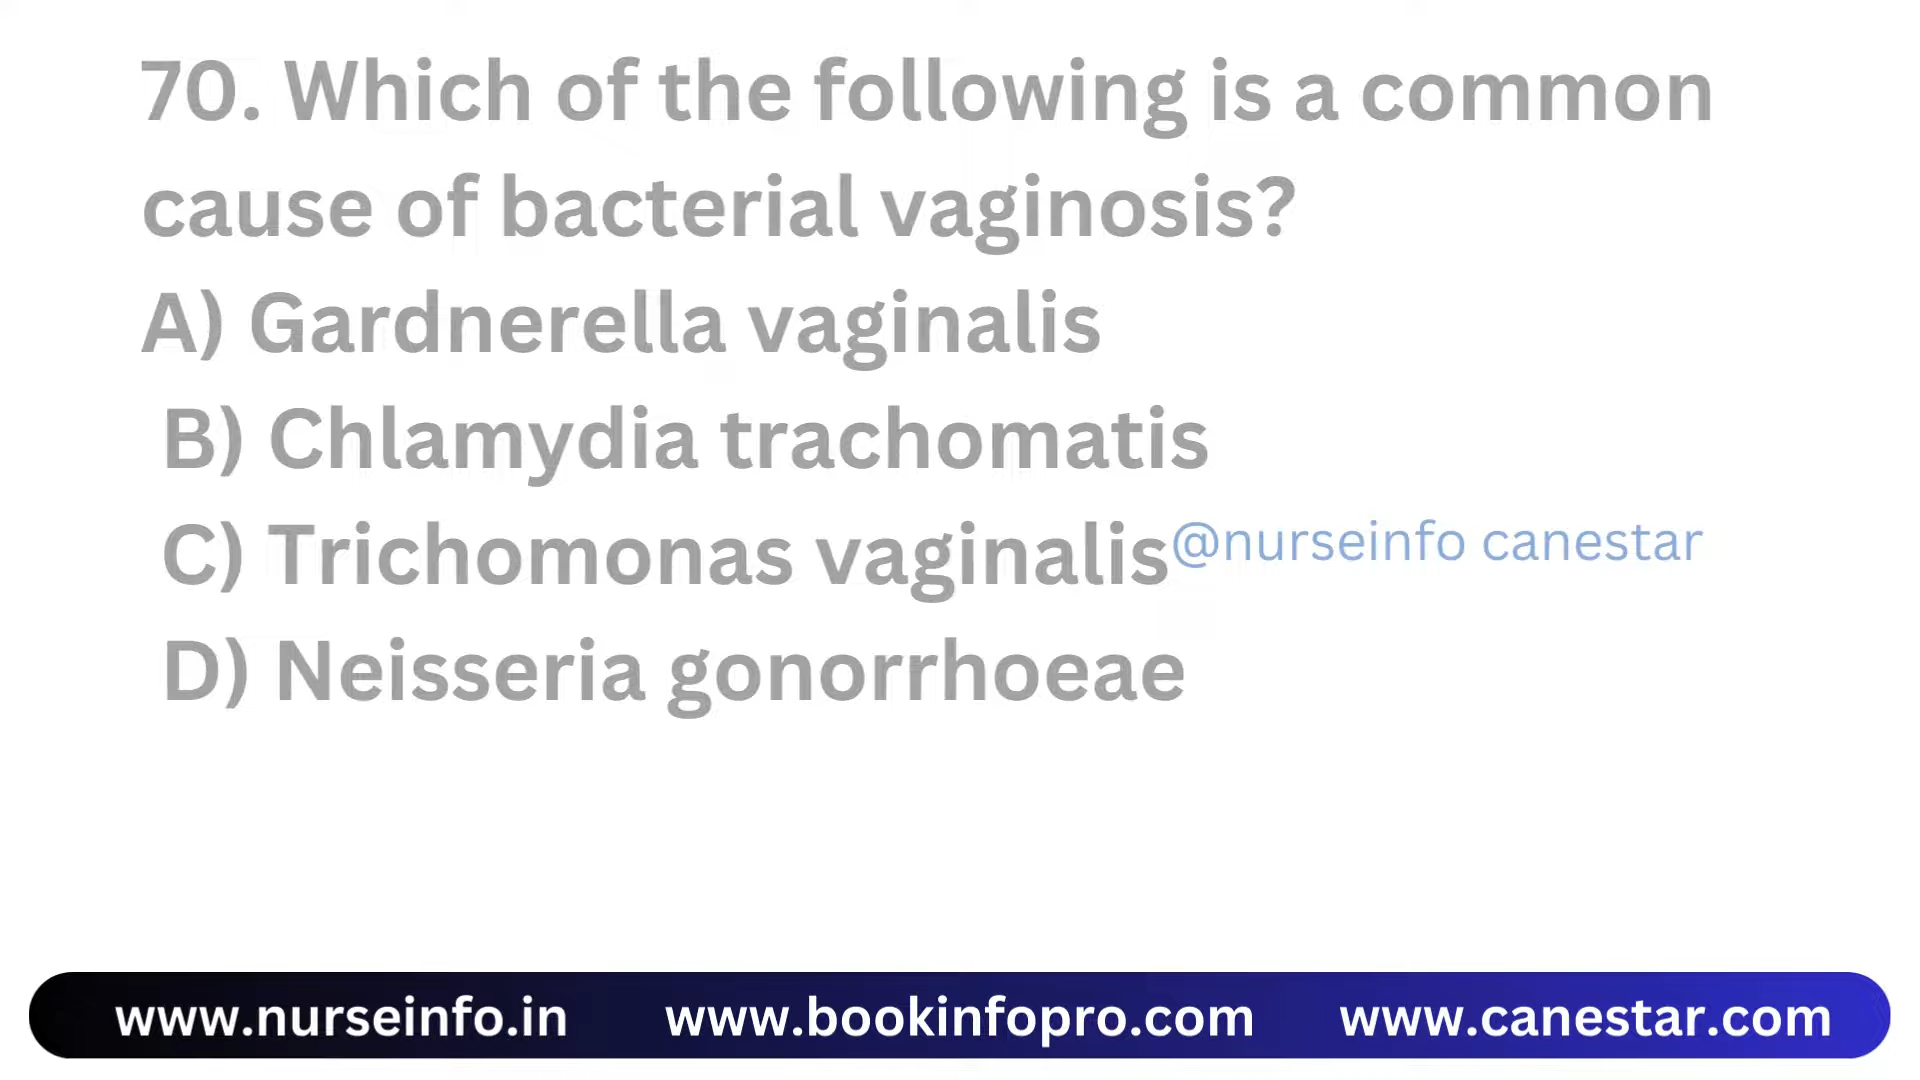 70. Which of the following is a common
cause of bacterial vaginosis?
A) Gardnerella vaginalis
B) Chlamydia trachomatis
C) Trichomonas vaginalis @nurseinfo canestar
D) Neisseria gonorrhoeae
www.nurseinfo.in www.bookinfopro.com www.canestar.com